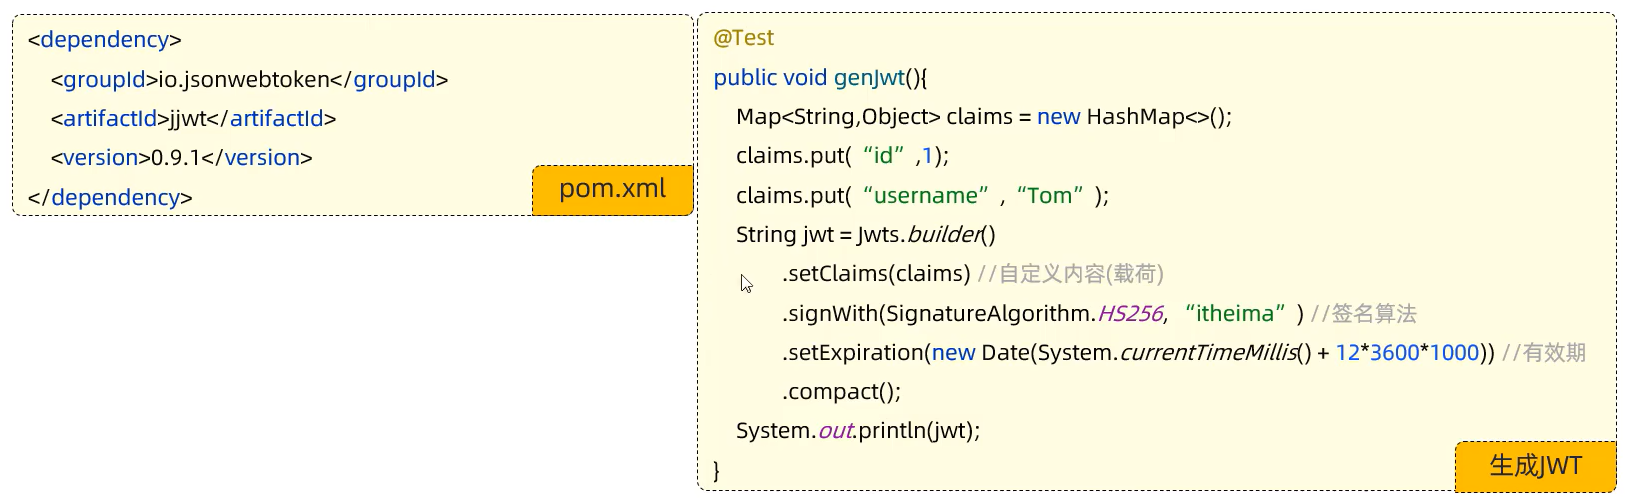 <dependency>
<groupId>io.jsonwebtoken</groupId>
<artifactId>jjwt</artifactId>
<version>0.9.1</version>
</dependency>
pom.xml
@Test
public void genJwt(){
Map<String,Object> claims = new HashMap<>();
claims.put( “id” ,1);
claims.put( “username” , “Tom” );
String jwt = Jwts.builder()
.setClaims(claims) //自定义内容(载荷)
.signWith(SignatureAlgorithm.HS256, “itheima” ) //签名算法
.setExpiration(new Date(System.currentTimeMillis() + 12*3600*1000)) //有效期
.compact();
System.out.println(jwt);
}
生成JWT